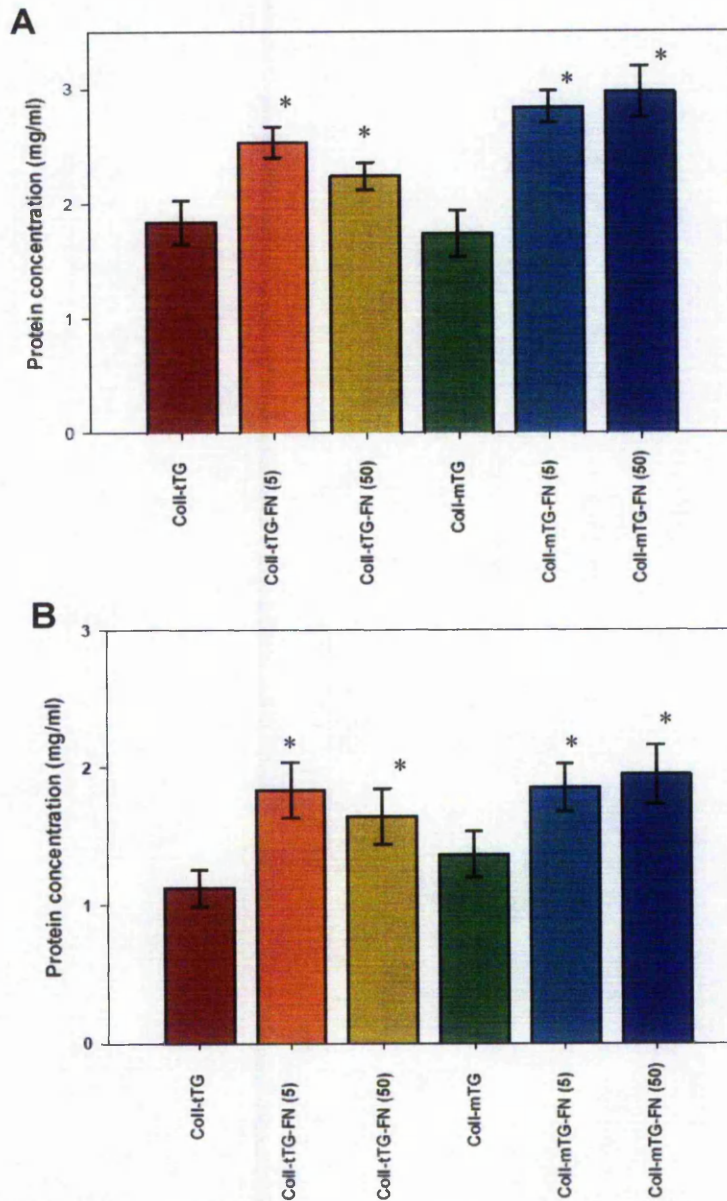 A
Protein concentration (mg/ml)
3
2
1
0
*
*
*
*
Coll-tTG
Coll-tTG-FN (5)
Coll-tTG-FN (50)
Coll-mTG
Coll-mTG-FN (5)
Coll-mTG-FN (50)
B
Protein concentration (mg/ml)
3
2
1
0
*
*
*
*
Coll-tTG
Coll-tTG-FN (5)
Coll-tTG-FN (50)
Coll-mTG
Coll-mTG-FN (5)
Coll-mTG-FN (50)